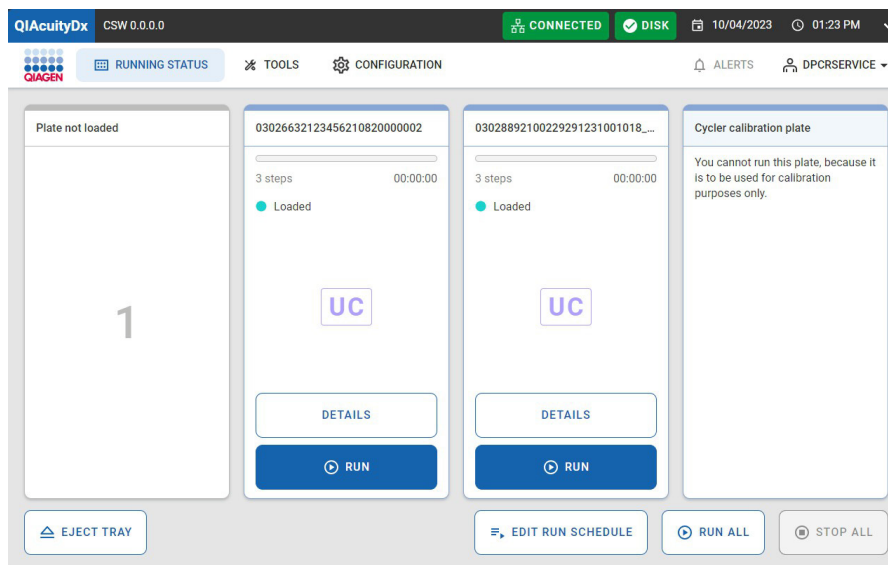 QIAcuityDx CSW 0.0.0.0 CONNECTED DISK 10/04/2023 01:23 PM
QIAGEN RUNNING STATUS TOOLS CONFIGURATION ALERTS DPCRSERVICE
Plate not loaded
1
03026632123456210820000002
3 steps 00:00:00
Loaded
UC
DETAILS
RUN
03028892100229291231001018_...
3 steps 00:00:00
Loaded
UC
DETAILS
RUN
Cycler calibration plate
You cannot run this plate, because it
is to be used for calibration
purposes only.
EJECT TRAY EDIT RUN SCHEDULE RUN ALL STOP ALL